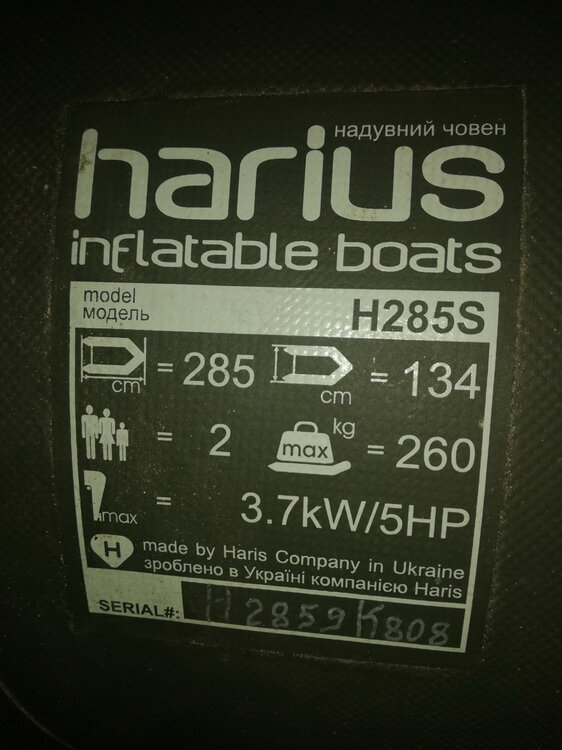 надувний човен
harius
inflatable boats
model
модель
H285S
cm = 285
cm = 134
= 2
max kg = 260
max = 3.7kW/5HP
H
made by Haris Company in Ukraine
зроблено в Україні компанією Haris
SERIAL#: H2859K808